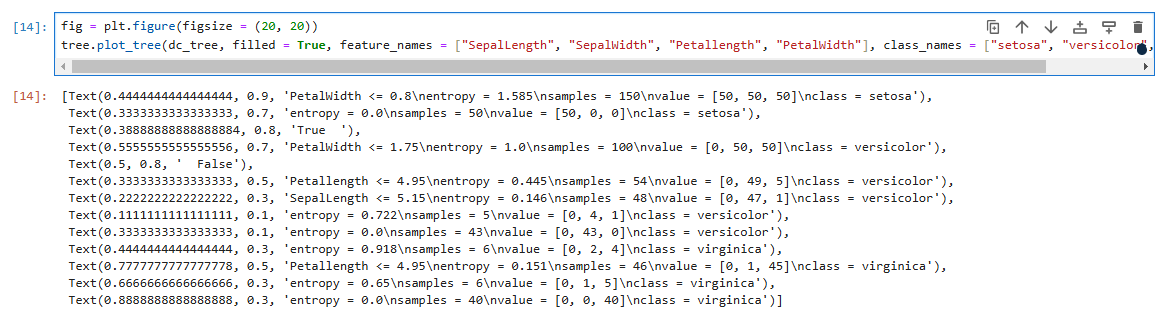 [14]: fig = plt.figure(figsize = (20, 20))
tree.plot_tree(dc_tree, filled = True, feature_names = ["SepalLength", "SepalWidth", "Petallength", "PetalWidth"], class_names = ["setosa", "versicolor",
[14]: [Text(0.4444444444444444, 0.9, 'PetalWidth <= 0.8\nentropy = 1.585\nsamples = 150\nvalue = [50, 50, 50]\nclass = setosa'),
Text(0.3333333333333333, 0.7, 'entropy = 0.0\nsamples = 50\nvalue = [50, 0, 0]\nclass = setosa'),
Text(0.38888888888888884, 0.8, 'True  '),
Text(0.5555555555555556, 0.7, 'PetalWidth <= 1.75\nentropy = 1.0\nsamples = 100\nvalue = [0, 50, 50]\nclass = versicolor'),
Text(0.5, 0.8, '  False'),
Text(0.3333333333333333, 0.5, 'Petallength <= 4.95\nentropy = 0.445\nsamples = 54\nvalue = [0, 49, 5]\nclass = versicolor'),
Text(0.2222222222222222, 0.3, 'SepalLength <= 5.15\nentropy = 0.146\nsamples = 48\nvalue = [0, 47, 1]\nclass = versicolor'),
Text(0.1111111111111111, 0.1, 'entropy = 0.722\nsamples = 5\nvalue = [0, 4, 1]\nclass = versicolor'),
Text(0.3333333333333333, 0.1, 'entropy = 0.0\nsamples = 43\nvalue = [0, 43, 0]\nclass = versicolor'),
Text(0.4444444444444444, 0.3, 'entropy = 0.918\nsamples = 6\nvalue = [0, 2, 4]\nclass = virginica'),
Text(0.7777777777777778, 0.5, 'Petallength <= 4.95\nentropy = 0.151\nsamples = 46\nvalue = [0, 1, 45]\nclass = virginica'),
Text(0.6666666666666666, 0.3, 'entropy = 0.65\nsamples = 6\nvalue = [0, 1, 5]\nclass = virginica'),
Text(0.8888888888888888, 0.3, 'entropy = 0.0\nsamples = 40\nvalue = [0, 0, 40]\nclass = virginica')]